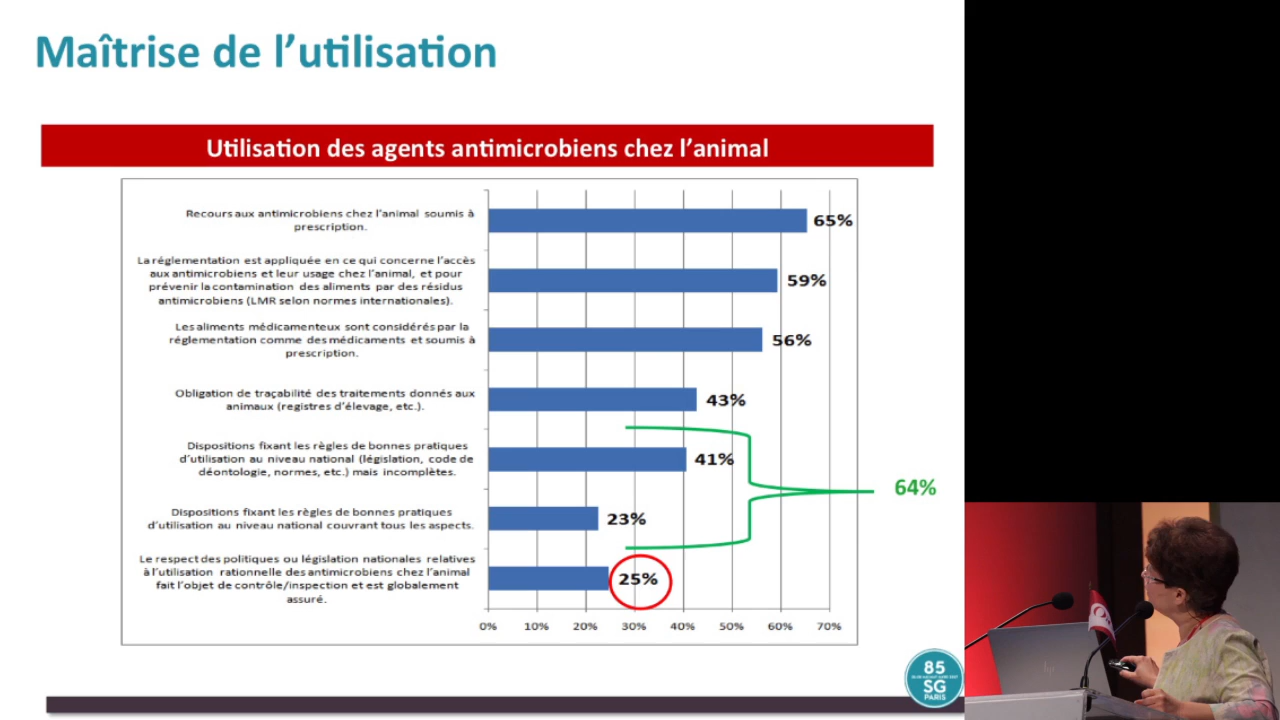 Maîtrise de l’utilisation
Utilisation des agents antimicrobiens chez l’animal
Recours aux antimicrobiens chez l’animal soumis à
prescription.
65%
La réglementation est appliquée en ce qui concerne l’accès
aux antimicrobiens et leur usage chez l’animal, et pour
prévenir la contamination des aliments par des résidus
antimicrobiens (LMR selon normes internationales).
59%
Les aliments médicamenteux sont considérés par la
réglementation comme des médicaments et soumis à
prescription.
56%
Obligation de traçabilité des traitements donnés aux
animaux (registres d’élevage, etc.).
43%
Dispositions fixant les règles de bonnes pratiques
d’utilisation au niveau national (législation, code de
déontologie, normes, etc.) mais incomplètes.
41%
64%
Dispositions fixant les règles de bonnes pratiques
d’utilisation au niveau national couvrant tous les aspects.
23%
Le respect des politiques ou législation nationales relatives
à l’utilisation rationnelle des antimicrobiens chez l’animal
fait l’objet de contrôle/inspection et est globalement
assuré.
25%
0% 10% 20% 30% 40% 50% 60% 70%
85
SG
PARIS
hp